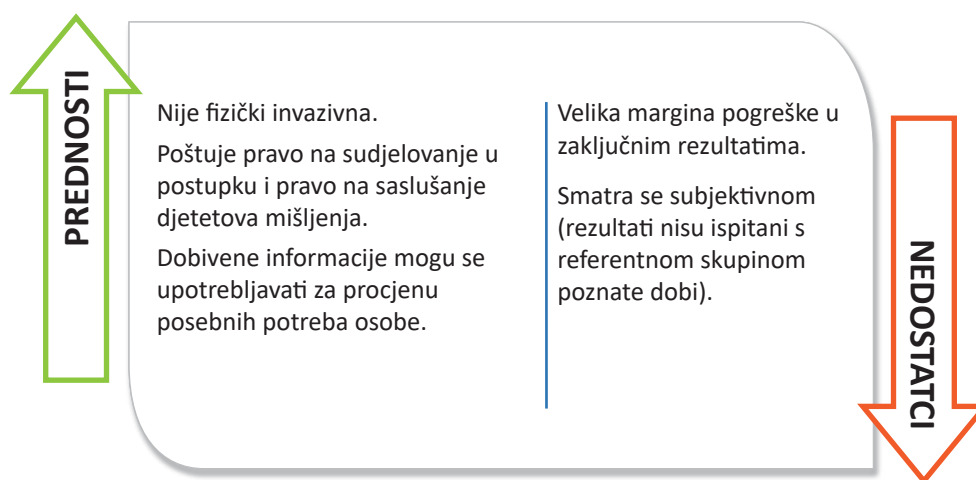 PREDNOSTI
Nije fizički invazivna.
Poštuje pravo na sudjelovanje u
postupku i pravo na saslušanje
djetetova mišljenja.
Dobivene informacije mogu se
upotrebljavati za procjenu
posebnih potreba osobe.
Velika margina pogreške u
zaključnim rezultatima.
Smatra se subjektivnom
(rezultati nisu ispitani s
referentnom skupinom
poznate dobi).
NEDOSTATCI